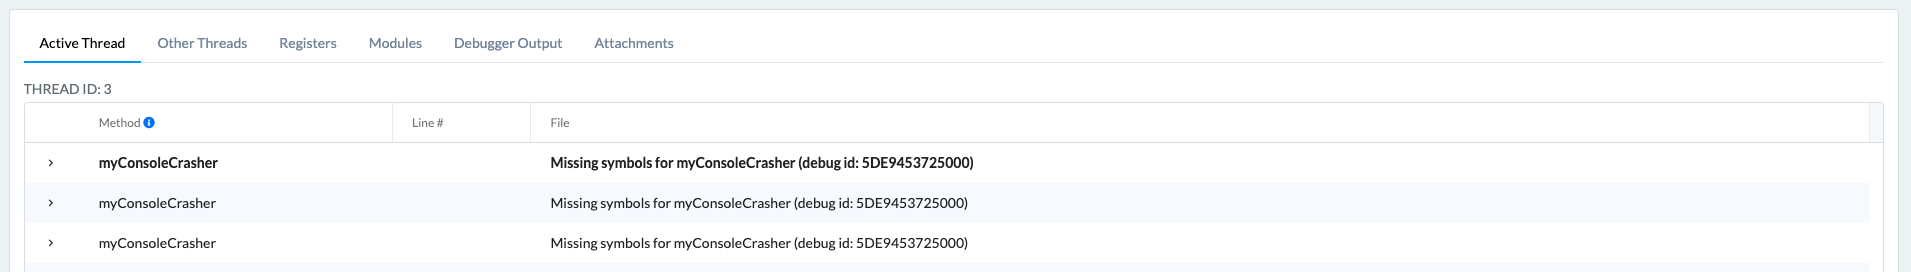 Active Thread Other Threads Registers Modules Debugger Output Attachments
THREAD ID: 3
Method Line # File
myConsoleCrasher Missing symbols for myConsoleCrasher (debug id: 5DE9453725000)
myConsoleCrasher Missing symbols for myConsoleCrasher (debug id: 5DE9453725000)
myConsoleCrasher Missing symbols for myConsoleCrasher (debug id: 5DE9453725000)